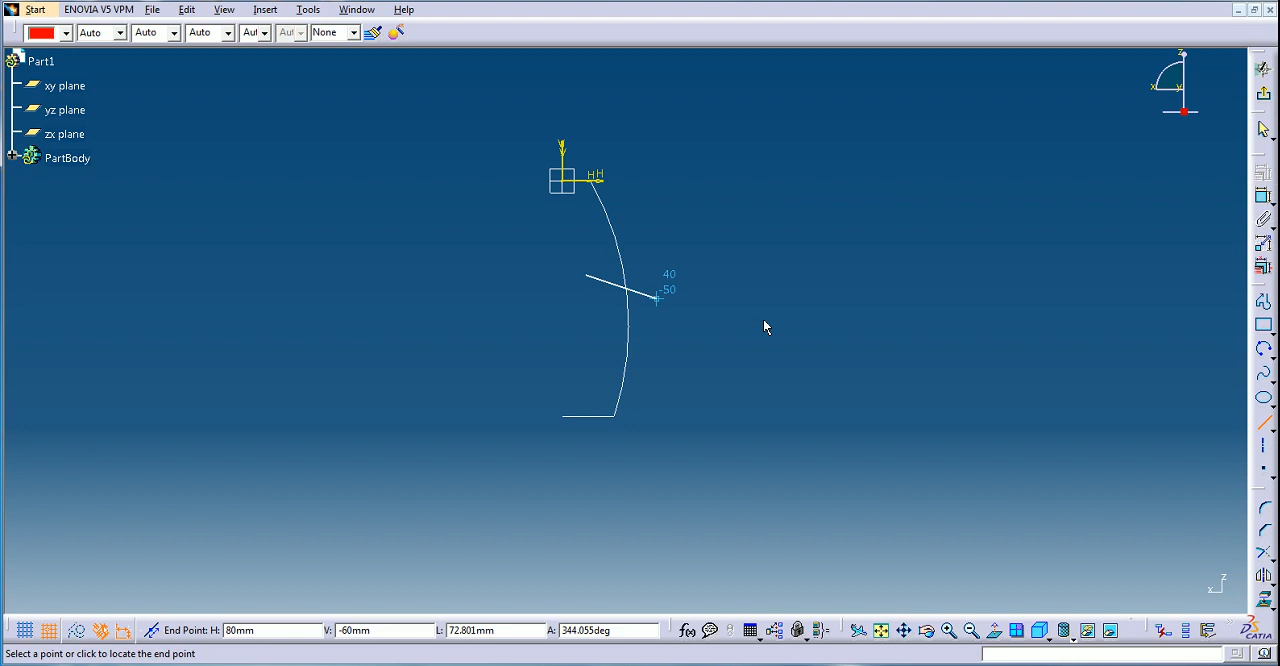 Start ENOVIA V5 VPM File Edit View Insert Tools Window Help
Auto Auto Auto Aut Aut None
Part1
xy plane
yz plane
zx plane
PartBody
z
x y
V
H H
40
-50
z
x
End Point: H: 80mm V: -60mm L: 72.801mm A: 344.055deg f(x)
CATIA
Select a point or click to locate the end point